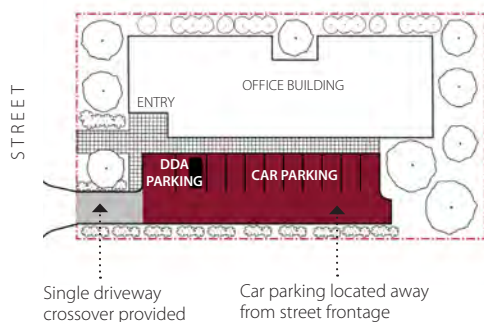 STREET
OFFICE BUILDING
ENTRY
DDA
PARKING
CAR PARKING
Single driveway
crossover provided
Car parking located away
from street frontage